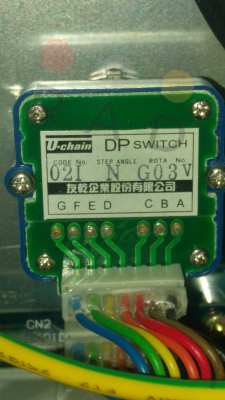 U-chain DP SWITCH
CODE No. STEP ANGLE ROTA No.
02I N G03V
友乾企業股份有限公司
G F E D C B A
CN2